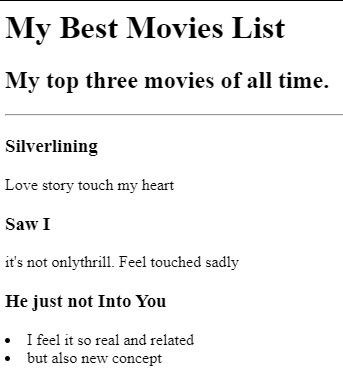 My Best Movies List
My top three movies of all time.
Silverlining
Love story touch my heart
Saw I
it's not onlythrill. Feel touched sadly
He just not Into You
I feel it so real and related
but also new concept